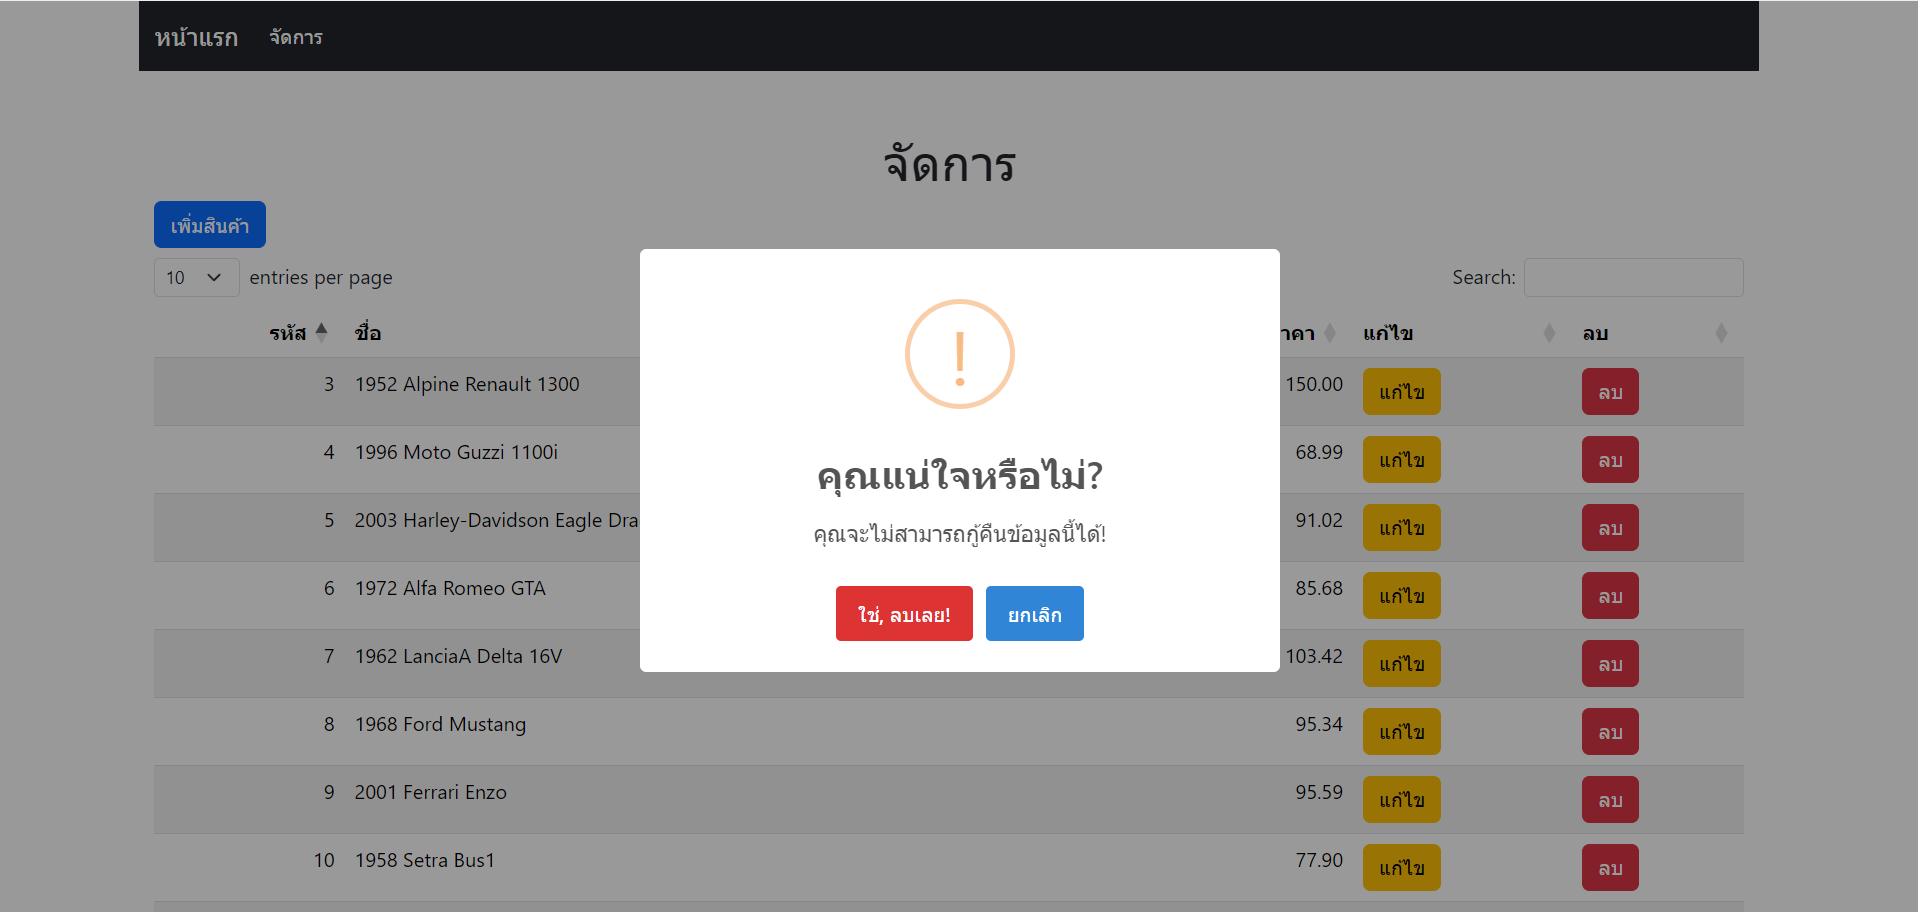 หน้าแรก จัดการ
จัดการ
เพิ่มสินค้า
10 entries per page Search:
รหัส ชื่อ าคา แก้ไข ลบ
3 1952 Alpine Renault 1300 150.00 แก้ไข ลบ
4 1996 Moto Guzzi 1100i 68.99 แก้ไข ลบ
5 2003 Harley-Davidson Eagle Dra 91.02 แก้ไข ลบ
6 1972 Alfa Romeo GTA 85.68 แก้ไข ลบ
7 1962 LanciaA Delta 16V 103.42 แก้ไข ลบ
8 1968 Ford Mustang 95.34 แก้ไข ลบ
9 2001 Ferrari Enzo 95.59 แก้ไข ลบ
10 1958 Setra Bus1 77.90 แก้ไข ลบ
!
คุณแน่ใจหรือไม่?
คุณจะไม่สามารถกู้คืนข้อมูลนี้ได้!
ใช่, ลบเลย! ยกเลิก